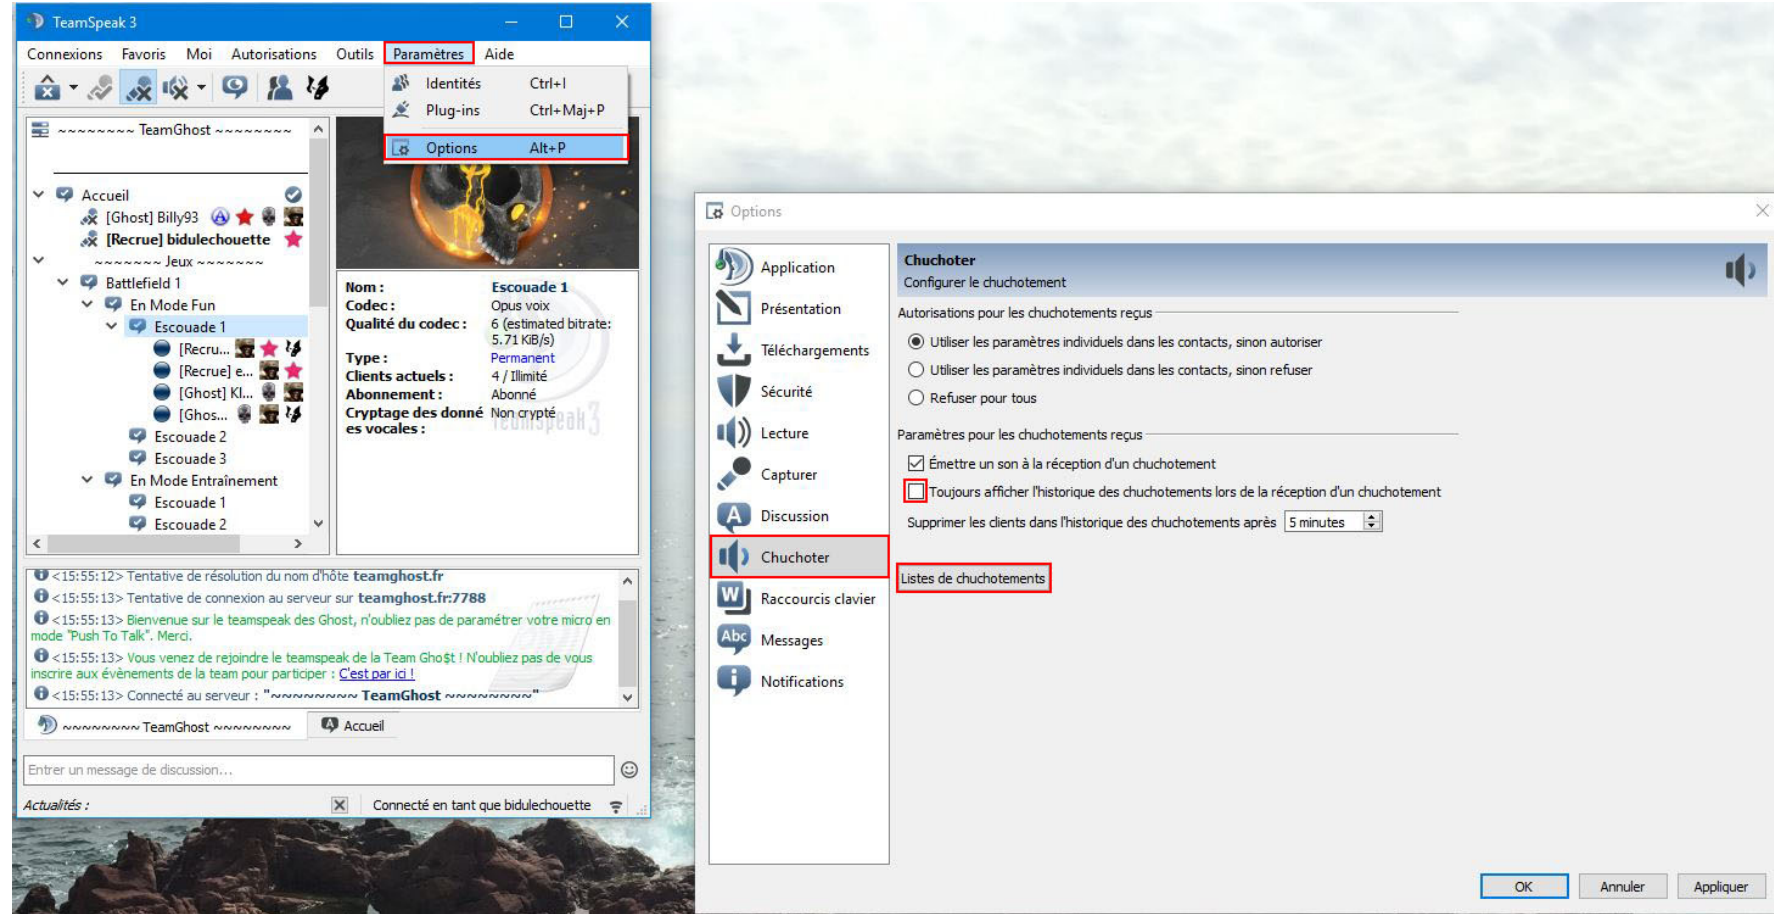 TeamSpeak 3
Connexions Favoris Moi Autorisations Outils Paramètres Aide
Identités Ctrl+I
Plug-ins Ctrl+Maj+P
Options Alt+P
~~~~~~~~ TeamGhost ~~~~~~~~
Accueil
[Ghost] Billy93
[Recrue] bidulechouette
~~~~~~~ Jeux ~~~~~~~
Battlefield 1
En Mode Fun
Escouade 1
[Recru...
[Recrue] e...
[Ghost] Kl...
[Ghos...
Escouade 2
Escouade 3
En Mode Entraînement
Escouade 1
Escouade 2
Nom : Escouade 1
Codec : Opus voix
Qualité du codec : 6 (estimated bitrate:
5.71 KiB/s)
Type : Permanent
Clients actuels : 4 / Illimité
Abonnement : Abonné
Cryptage des donné Non crypté
es vocales :
teamspeak 3
<15:55:12> Tentative de résolution du nom d'hôte teamghost.fr
<15:55:13> Tentative de connexion au serveur sur teamghost.fr:7788
<15:55:13> Bienvenue sur le teamspeak des Ghost, n'oubliez pas de paramétrer votre micro en
mode "Push To Talk". Merci.
<15:55:13> Vous venez de rejoindre le teamspeak de la Team Gho$t ! N'oubliez pas de vous
inscrire aux évènements de la team pour participer : C'est par ici !
<15:55:13> Connecté au serveur : "~~~~~~~~ TeamGhost ~~~~~~~~"
~~~~~~~~ TeamGhost ~~~~~~~~ Accueil
Entrer un message de discussion...
Actualités : Connecté en tant que bidulechouette
Options
Application
Présentation
Téléchargements
Sécurité
Lecture
Capturer
Discussion
Chuchoter
Raccourcis clavier
Messages
Notifications
Chuchoter
Configurer le chuchotement
Autorisations pour les chuchotements reçus
Utiliser les paramètres individuels dans les contacts, sinon autoriser
Utiliser les paramètres individuels dans les contacts, sinon refuser
Refuser pour tous
Paramètres pour les chuchotements reçus
Émettre un son à la réception d'un chuchotement
Toujours afficher l'historique des chuchotements lors de la réception d'un chuchotement
Supprimer les clients dans l'historique des chuchotements après 5 minutes
Listes de chuchotements
OK Annuler Appliquer